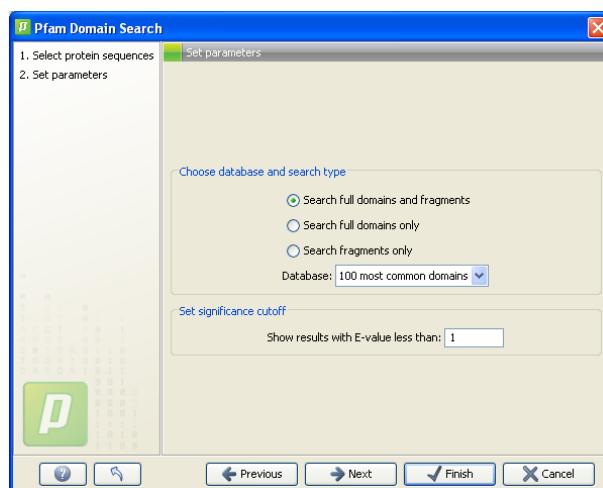 Pfam Domain Search
1. Select protein sequences
2. Set parameters
Set parameters
Choose database and search type
Search full domains and fragments
Search full domains only
Search fragments only
Database: 100 most common domains
Set significance cutoff
Show results with E-value less than: 1
Previous Next Finish Cancel